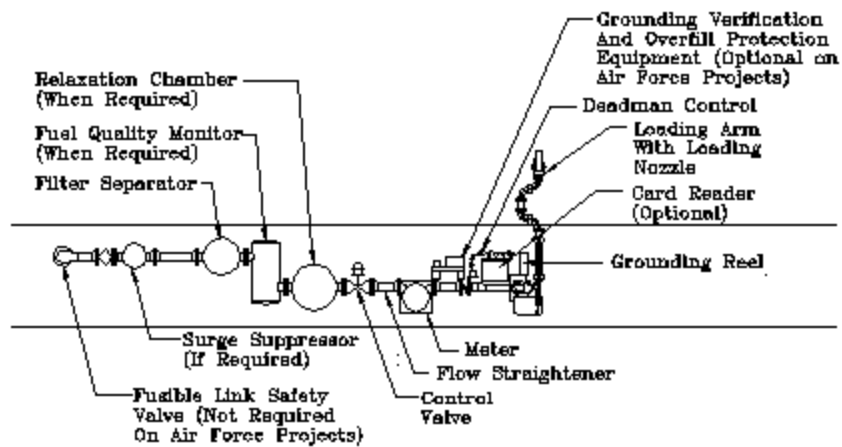 Grounding Verification
And Overfill Protection
Equipment (Optional on
Air Force Projects)
Relaxation Chamber
(When Required)
Deadman Control
Fuel Quality Monitor
(When Required)
Loading Arm
With Loading
Nozzle
Filter Separator
Card Reader
(Optional)
Grounding Reel
Surge Suppressor
(If Required)
Meter
Flow Straightener
Fusible Link Safety
Valve (Not Required
On Air Force Projects)
Control
Valve